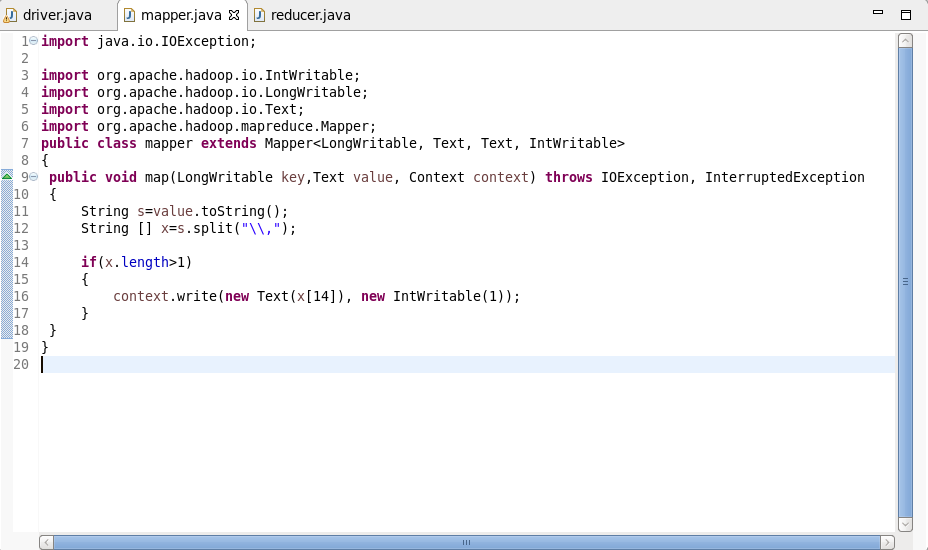 driver.java mapper.java reducer.java
1 import java.io.IOException;
2
3 import org.apache.hadoop.io.IntWritable;
4 import org.apache.hadoop.io.LongWritable;
5 import org.apache.hadoop.io.Text;
6 import org.apache.hadoop.mapreduce.Mapper;
7 public class mapper extends Mapper<LongWritable, Text, Text, IntWritable>
8 {
9  public void map(LongWritable key,Text value, Context context) throws IOException, InterruptedException
10  {
11      String s=value.toString();
12      String [] x=s.split("\\,");
13
14      if(x.length>1)
15      {
16          context.write(new Text(x[14]), new IntWritable(1));
17      }
18  }
19 }
20